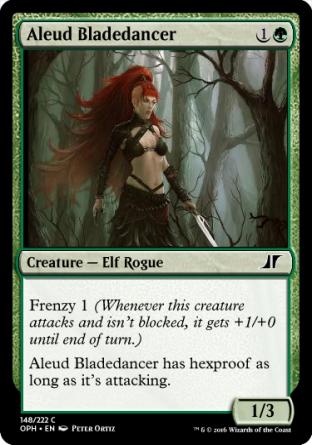 Aleud Bladedancer 1
Creature — Elf Rogue
Frenzy 1 (Whenever this creature
attacks and isn't blocked, it gets +1/+0
until end of turn.)
Aleud Bladedancer has hexproof as
long as it's attacking.
1/3
148/222 C
OPH • EN Peter Ortiz
™ & © 2016 Wizards of the Coast